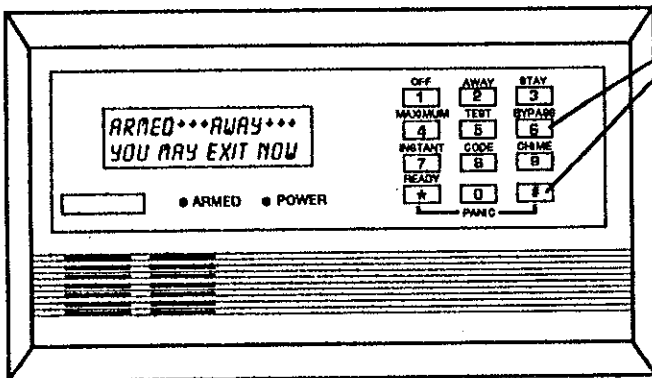 ARMED***AWAY***
YOU MAY EXIT NOW
ARMED
POWER
OFF AWAY STAY
1 2 3
MAXIMUM TEST BYPASS
4 5 6
INSTANT CODE CHIME
7 8 9
READY
* 0 #
PANIC